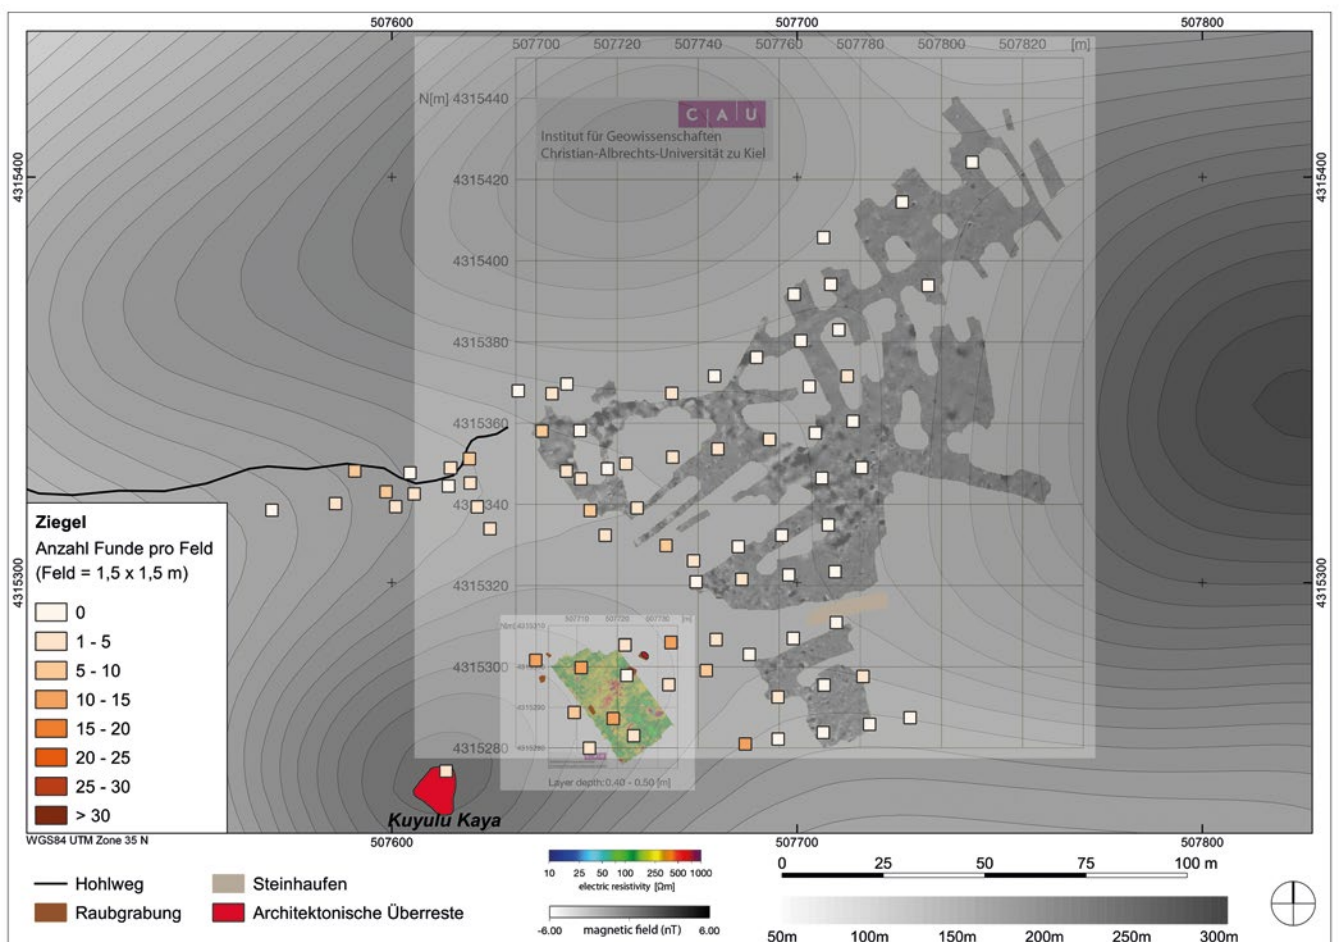 507600 507700 507800
507700 507720 507740 507760 507780 507800 507820 [m]
N[m] 4315440
C A U
Institut für Geowissenschaften
Christian-Albrechts-Universität zu Kiel
4315400 4315400
4315420
4315400
4315380
4315360
4315340
4315320
4315300
4315280
4315300 4315300
507710 507720 507730 [m]
N[m] 4315310
4315290
Layer depth: 0.40 - 0.50 [m]
Ziegel
Anzahl Funde pro Feld
(Feld = 1,5 x 1,5 m)
0
1 - 5
5 - 10
10 - 15
15 - 20
20 - 25
25 - 30
> 30
Kuyulu Kaya
WGS84 UTM Zone 35 N
507600 507700 507800
Hohlweg
Raubgrabung
Steinhaufen
Architektonische Überreste
10 25 50 100 250 500 1000
electric resistivity [Ωm]
-6.00 magnetic field (nT) 6.00
0 25 50 75 100 m
50m 100m 150m 200m 250m 300m